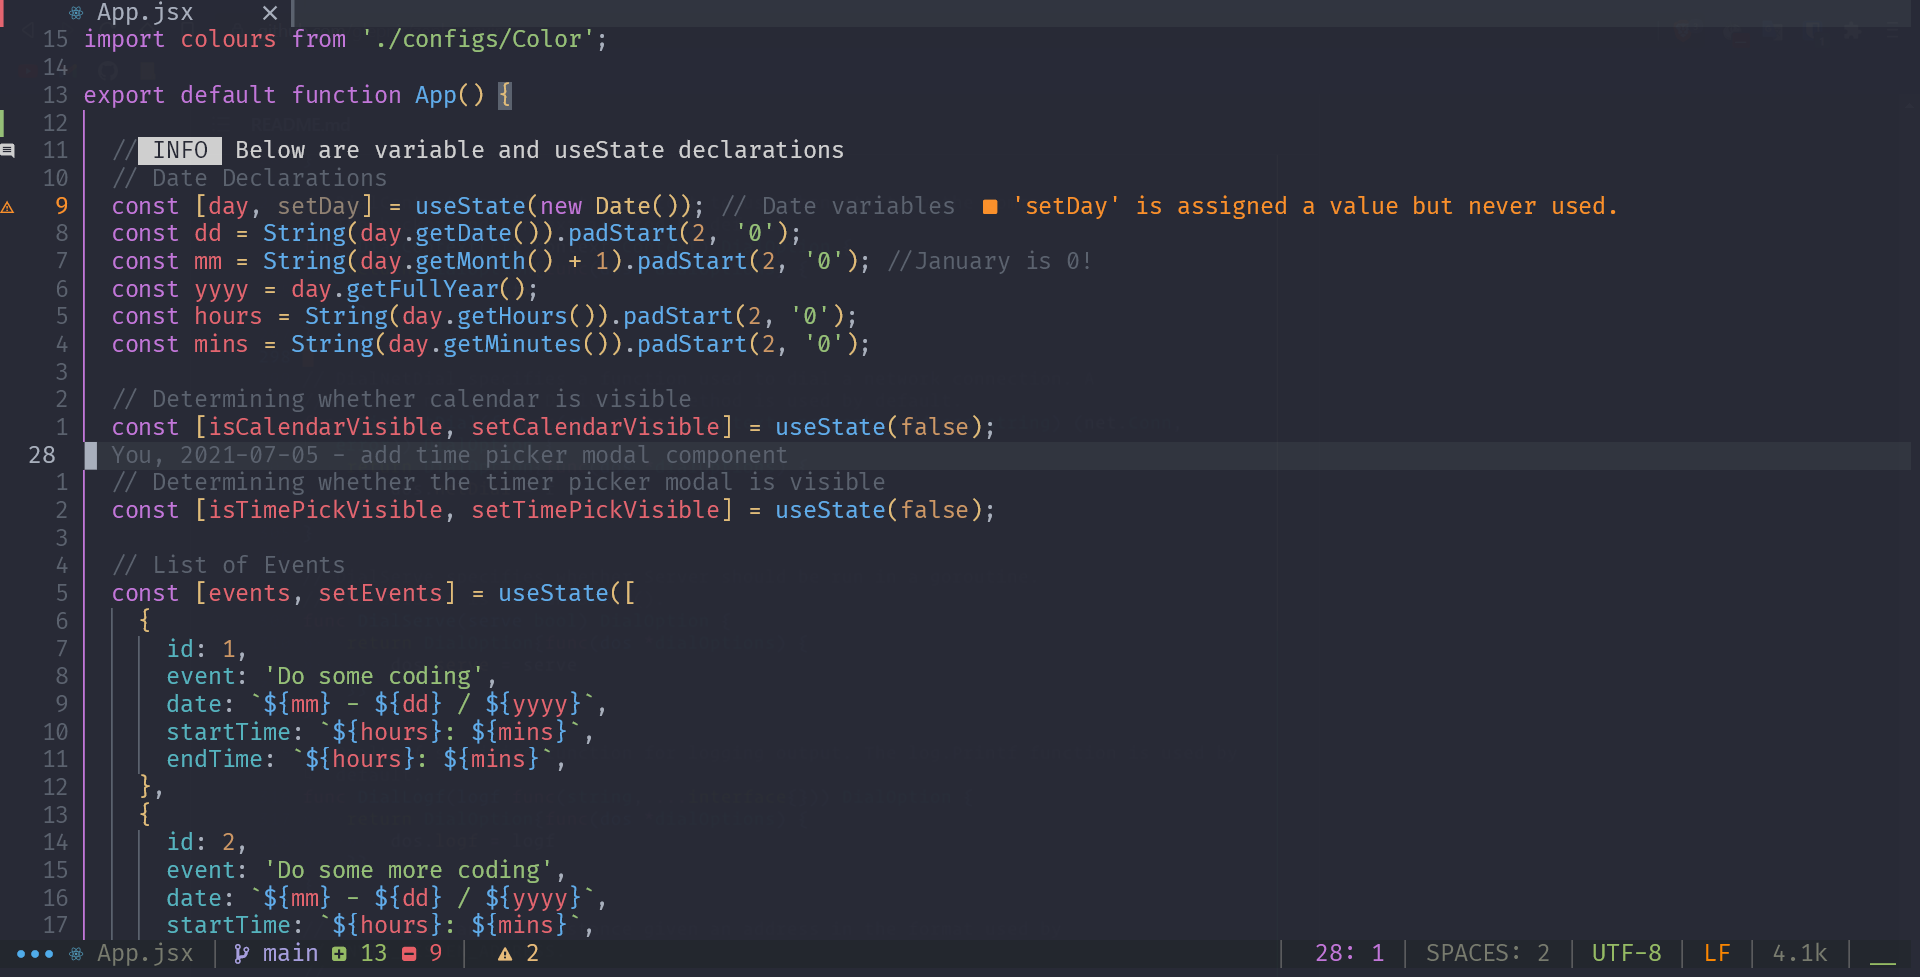 App.jsx ×
15 import colours from './configs/Color';
14
13 export default function App() {
12
11 // INFO Below are variable and useState declarations
10 // Date Declarations
9 const [day, setDay] = useState(new Date()); // Date variables ■ 'setDay' is assigned a value but never used.
8 const dd = String(day.getDate()).padStart(2, '0');
7 const mm = String(day.getMonth() + 1).padStart(2, '0'); //January is 0!
6 const yyyy = day.getFullYear();
5 const hours = String(day.getHours()).padStart(2, '0');
4 const mins = String(day.getMinutes()).padStart(2, '0');
3
2 // Determining whether calendar is visible
1 const [isCalendarVisible, setCalendarVisible] = useState(false);
28 You, 2021-07-05 - add time picker modal component
1 // Determining whether the timer picker modal is visible
2 const [isTimePickVisible, setTimePickVisible] = useState(false);
3
4 // List of Events
5 const [events, setEvents] = useState([
6 {
7 id: 1,
8 event: 'Do some coding',
9 date: `${mm} - ${dd} / ${yyyy}`,
10 startTime: `${hours}: ${mins}`,
11 endTime: `${hours}: ${mins}`,
12 },
13 {
14 id: 2,
15 event: 'Do some more coding',
16 date: `${mm} - ${dd} / ${yyyy}`,
17 startTime: `${hours}: ${mins}`,
App.jsx | main 13 9 | 2 | 28: 1 | SPACES: 2 | UTF-8 | LF | 4.1k | __